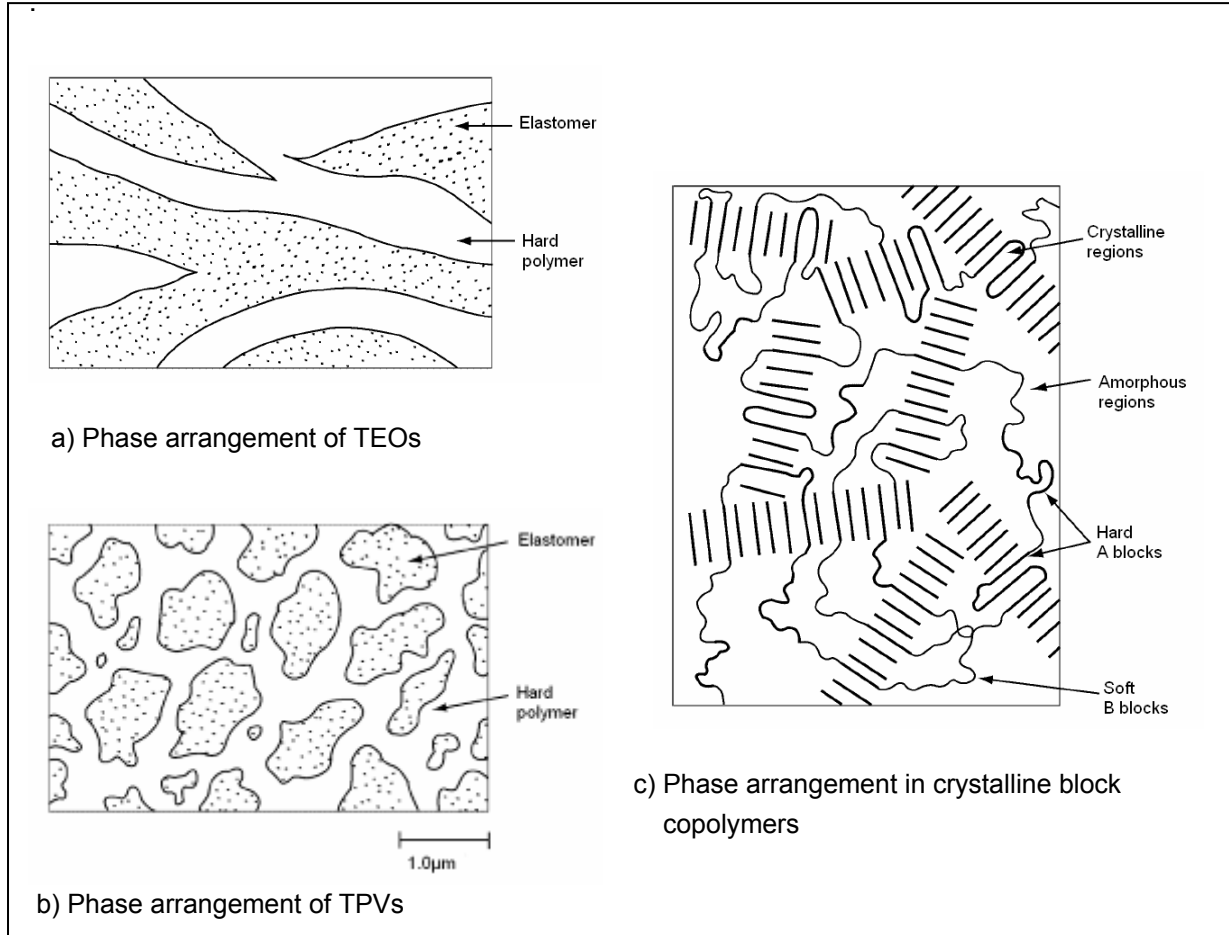 Elastomer
Hard
polymer
a) Phase arrangement of TEOs
Elastomer
Hard
polymer
1.0µm
b) Phase arrangement of TPVs
Crystalline
regions
Amorphous
regions
Hard
A blocks
Soft
B blocks
c) Phase arrangement in crystalline block
copolymers